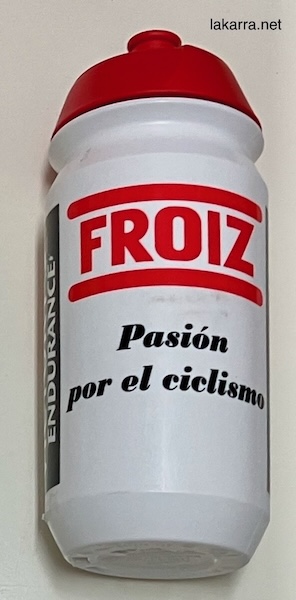 lakarra.net
FROIZ
Pasión
por el ciclismo
ENDURANCE